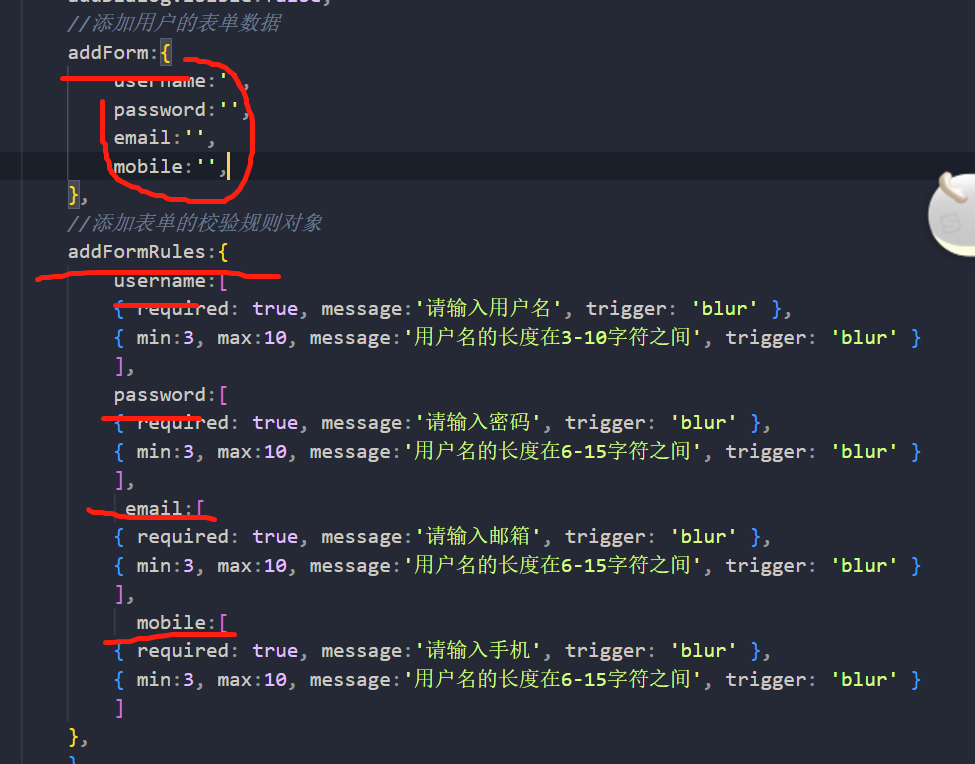 addDialog.visible:false,
//添加用户的表单数据
addForm:{
username:'',
password:'',
email:'',
mobile:'',
},
//添加表单的校验规则对象
addFormRules:{
username:[
{ required: true, message:'请输入用户名', trigger: 'blur' },
{ min:3, max:10, message:'用户名的长度在3-10字符之间', trigger: 'blur' }
],
password:[
{ required: true, message:'请输入密码', trigger: 'blur' },
{ min:3, max:10, message:'用户名的长度在6-15字符之间', trigger: 'blur' }
],
email:[
{ required: true, message:'请输入邮箱', trigger: 'blur' },
{ min:3, max:10, message:'用户名的长度在6-15字符之间', trigger: 'blur' }
],
mobile:[
{ required: true, message:'请输入手机', trigger: 'blur' },
{ min:3, max:10, message:'用户名的长度在6-15字符之间', trigger: 'blur' }
]
},
}